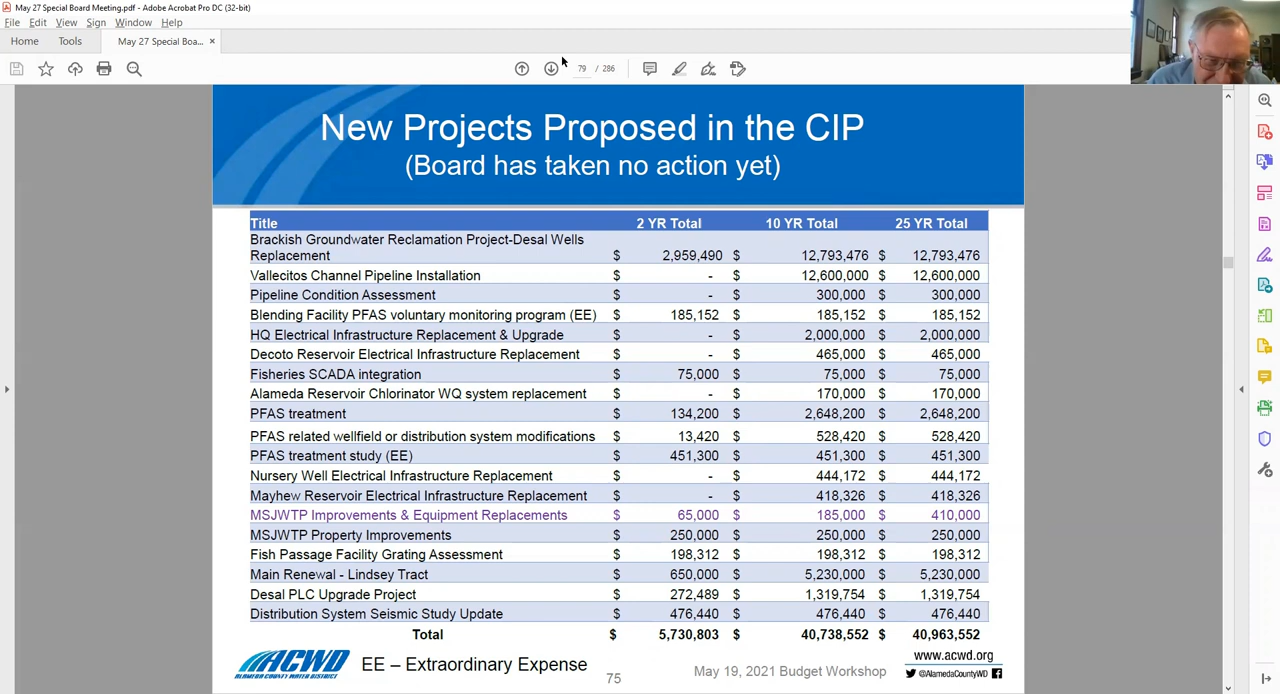 May 27 Special Board Meeting.pdf - Adobe Acrobat Pro DC (32-bit)
File Edit View Sign Window Help
Home Tools May 27 Special Boa... ×
79 / 286
New Projects Proposed in the CIP
(Board has taken no action yet)
Title 2 YR Total 10 YR Total 25 YR Total
Brackish Groundwater Reclamation Project-Desal Wells
Replacement $ 2,959,490 $ 12,793,476 $ 12,793,476
Vallecitos Channel Pipeline Installation $ - $ 12,600,000 $ 12,600,000
Pipeline Condition Assessment $ - $ 300,000 $ 300,000
Blending Facility PFAS voluntary monitoring program (EE) $ 185,152 $ 185,152 $ 185,152
HQ Electrical Infrastructure Replacement & Upgrade $ - $ 2,000,000 $ 2,000,000
Decoto Reservoir Electrical Infrastructure Replacement $ - $ 465,000 $ 465,000
Fisheries SCADA integration $ 75,000 $ 75,000 $ 75,000
Alameda Reservoir Chlorinator WQ system replacement $ - $ 170,000 $ 170,000
PFAS treatment $ 134,200 $ 2,648,200 $ 2,648,200
PFAS related wellfield or distribution system modifications $ 13,420 $ 528,420 $ 528,420
PFAS treatment study (EE) $ 451,300 $ 451,300 $ 451,300
Nursery Well Electrical Infrastructure Replacement $ - $ 444,172 $ 444,172
Mayhew Reservoir Electrical Infrastructure Replacement $ - $ 418,326 $ 418,326
MSJWTP Improvements & Equipment Replacements $ 65,000 $ 185,000 $ 410,000
MSJWTP Property Improvements $ 250,000 $ 250,000 $ 250,000
Fish Passage Facility Grating Assessment $ 198,312 $ 198,312 $ 198,312
Main Renewal - Lindsey Tract $ 650,000 $ 5,230,000 $ 5,230,000
Desal PLC Upgrade Project $ 272,489 $ 1,319,754 $ 1,319,754
Distribution System Seismic Study Update $ 476,440 $ 476,440 $ 476,440
Total $ 5,730,803 $ 40,738,552 $ 40,963,552
ACWD
ALAMEDA COUNTY WATER DISTRICT
EE – Extraordinary Expense
75
May 19, 2021 Budget Workshop
www.acwd.org
@AlamedaCountyWD